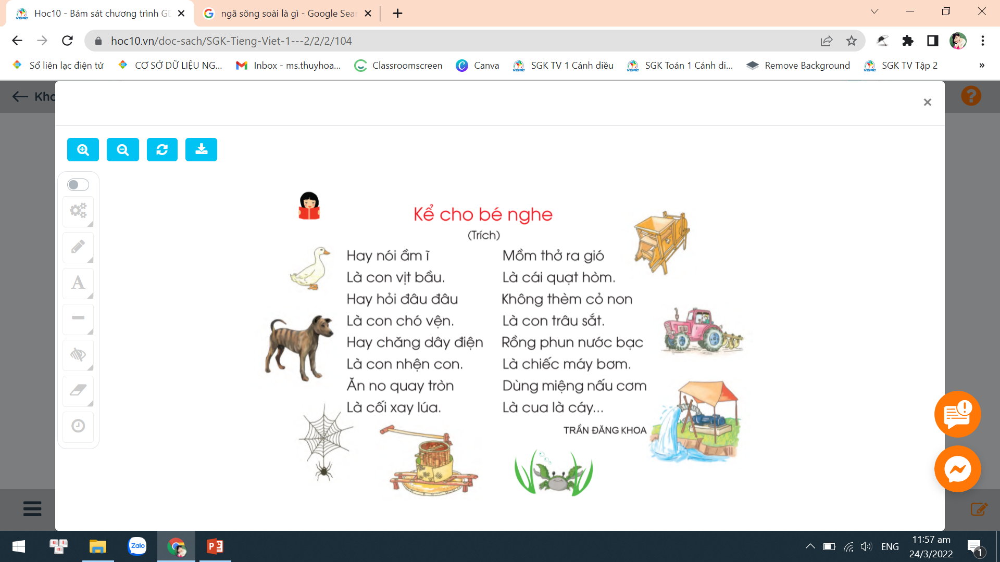 Hoc10 - Bám sát chương trình GD
ngã sõng soài là gì - Google Sear
hoc10.vn/doc-sach/SGK-Tieng-Viet-1---2/2/2/104
Sổ liên lạc điện tử
CƠ SỞ DỮ LIỆU NG...
Inbox - ms.thuyhoa...
Classroomscreen
Canva
SGK TV 1 Cánh diều
SGK Toán 1 Cánh di...
Remove Background
SGK TV Tập 2
Kho
Kể cho bé nghe
(Trích)
Hay nói ầm ĩ
Là con vịt bầu.
Hay hỏi đâu đâu
Là con chó vện.
Hay chăng dây điện
Là con nhện con.
Ăn no quay tròn
Là cối xay lúa.
Mồm thở ra gió
Là cái quạt hòm.
Không thèm cỏ non
Là con trâu sắt.
Rồng phun nước bạc
Là chiếc máy bơm.
Dùng miệng nấu cơm
Là cua là cáy...
TRẦN ĐĂNG KHOA
Zalo
ENG
11:57 am
24/3/2022
1